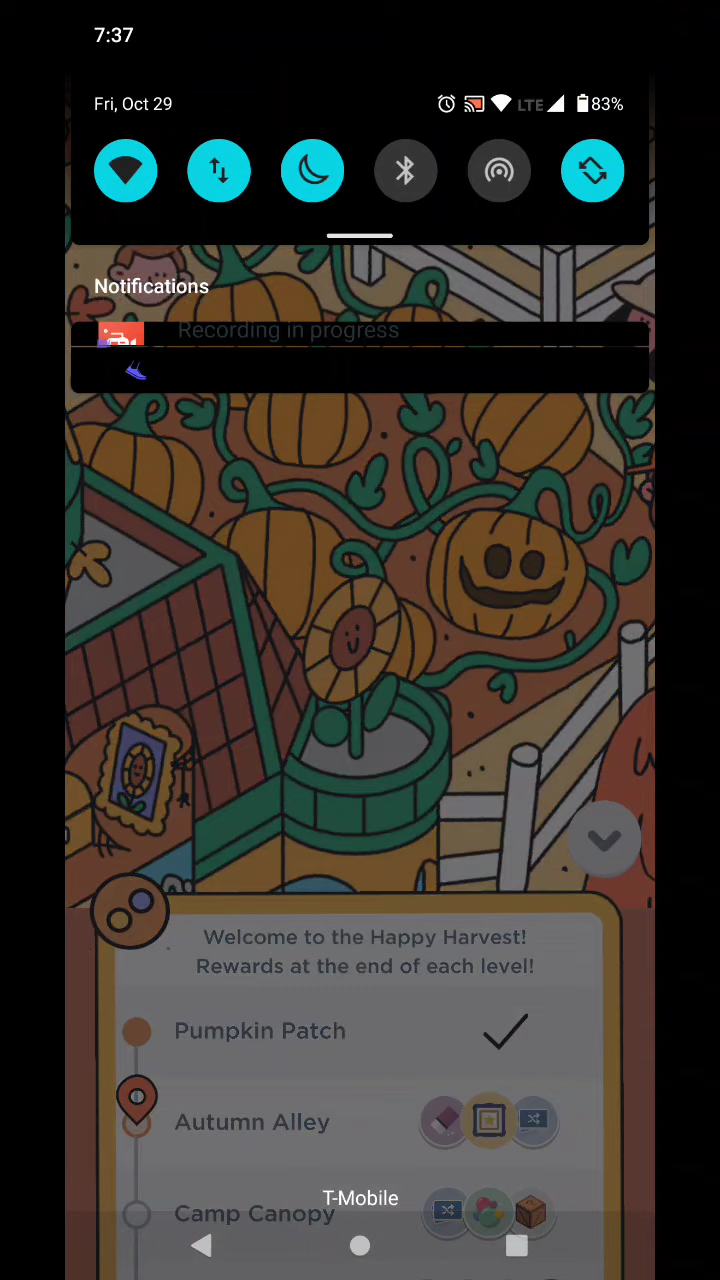 7:37
Fri, Oct 29
LTE
83%
Notifications
Recording in progress
Welcome to the Happy Harvest!
Rewards at the end of each level!
Pumpkin Patch
Autumn Alley
T-Mobile
Camp Canopy